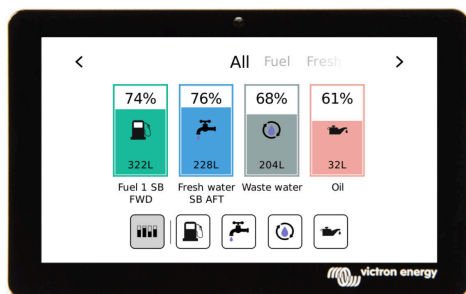 All Fuel Fresh
74% 76% 68% 61%
322L 228L 204L 32L
Fuel 1 SB Fresh water Waste water Oil
FWD SB AFT
victron energy